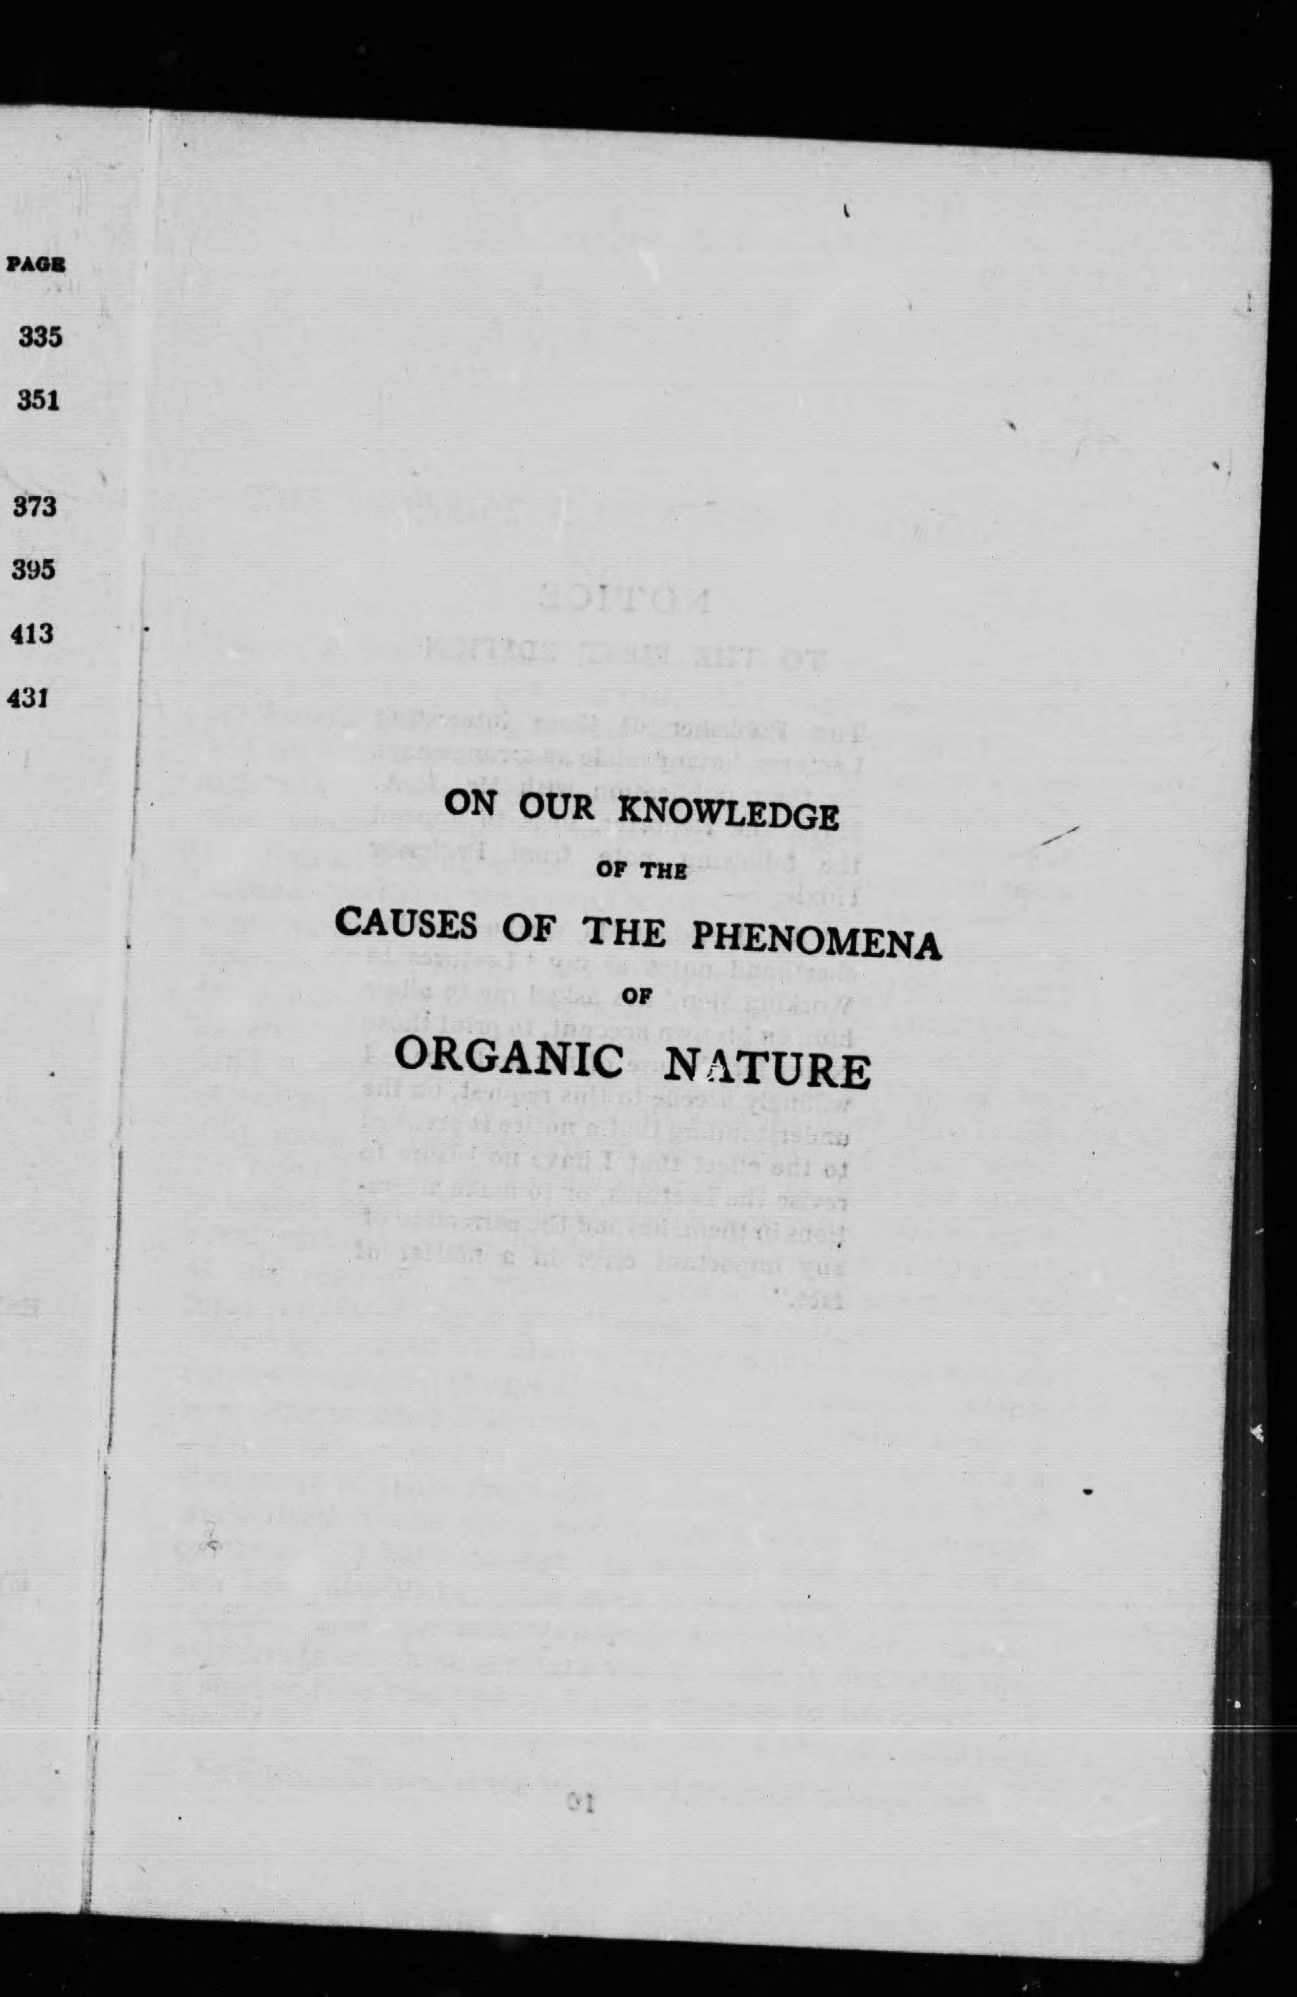 PAGE
335
351
373
395
413
431
ON OUR KNOWLEDGE
OF THE
CAUSES OF THE PHENOMENA
OF
ORGANIC NATURE